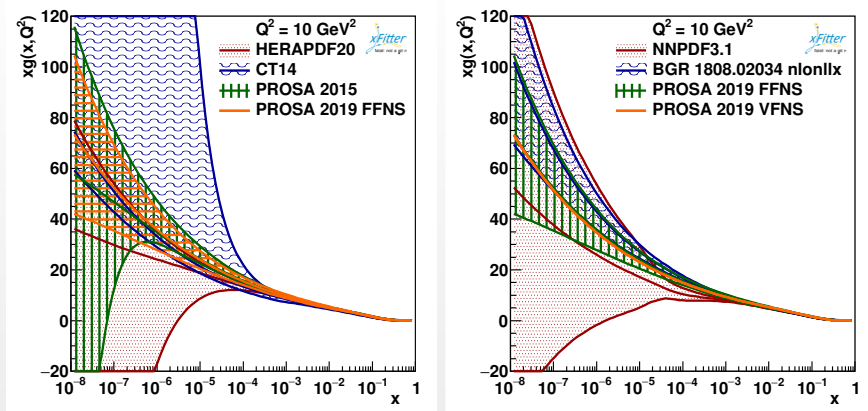 xg(x,Q²)
120
100
80
60
40
20
0
−20
Q² = 10 GeV²
HERAPDF20
CT14
PROSA 2015
PROSA 2019 FFNS
xFitter
10⁻⁸ 10⁻⁷ 10⁻⁶ 10⁻⁵ 10⁻⁴ 10⁻³ 10⁻² 10⁻¹ 1
x
xg(x,Q²)
120
100
80
60
40
20
0
−20
Q² = 10 GeV²
NNPDF3.1
BGR 1808.02034 nlonllx
PROSA 2019 FFNS
PROSA 2019 VFNS
xFitter
10⁻⁸ 10⁻⁷ 10⁻⁶ 10⁻⁵ 10⁻⁴ 10⁻³ 10⁻² 10⁻¹ 1
x